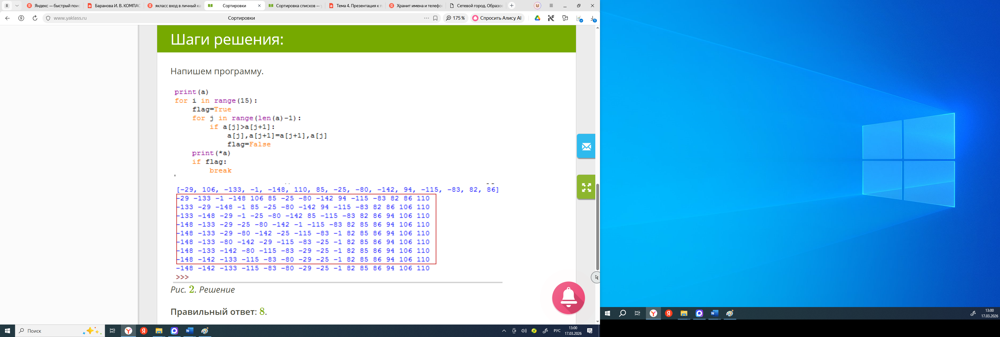 8
Яндекс — быстрый поис
Баранова И. В. КОМПАС
якласс вход в личный ка
Сортировки
Сортировка списков — у
Тема 4. Презентация к п
Хранит имена и телефон
Сетевой город. Образов
www.yaklass.ru
Сортировки
175 %
Спросить Алису AI
1
Шаги решения:
Напишем программу.
print(a)
for i in range(15):
    flag=True
    for j in range(len(a)-1):
        if a[j]>a[j+1]:
            a[j],a[j+1]=a[j+1],a[j]
            flag=False
    print(*a)
    if flag:
        break
[-29, 106, -133, -1, -148, 110, 85, -25, -80, -142, 94, -115, -83, 82, 86]
-29 -133 -1 -148 106 85 -25 -80 -142 94 -115 -83 82 86 110
-133 -29 -148 -1 85 -25 -80 -142 94 -115 -83 82 86 106 110
-133 -148 -29 -1 -25 -80 -142 85 -115 -83 82 86 94 106 110
-148 -133 -29 -25 -80 -142 -1 -115 -83 82 85 86 94 106 110
-148 -133 -29 -80 -142 -25 -115 -83 -1 82 85 86 94 106 110
-148 -133 -80 -142 -29 -115 -83 -25 -1 82 85 86 94 106 110
-148 -133 -142 -80 -115 -83 -29 -25 -1 82 85 86 94 106 110
-148 -142 -133 -115 -83 -80 -29 -25 -1 82 85 86 94 106 110
-148 -142 -133 -115 -83 -80 -29 -25 -1 82 85 86 94 106 110
>>>
Рис. 2. Решение
Правильный ответ: 8.
Поиск
РУС
13:00
17.03.2026
13:00
17.03.2026